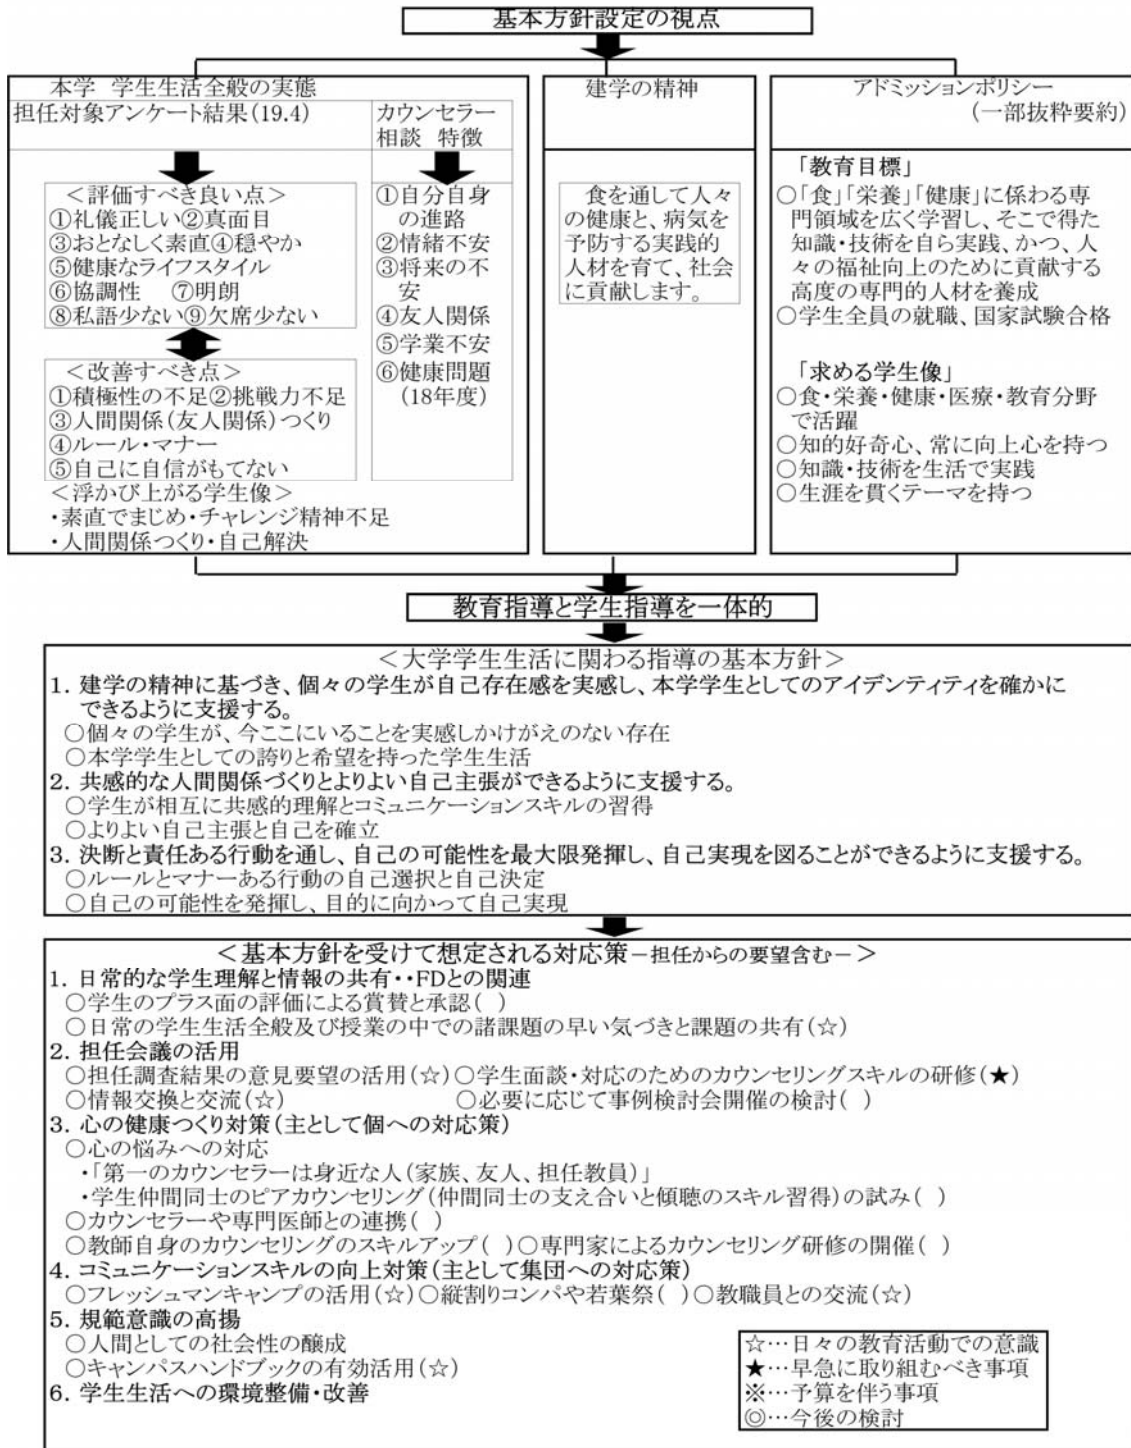 基本方針設定の視点
本学 学生生活全般の実態
担任対象アンケート結果(19.4)
<評価すべき良い点>
①礼儀正しい②真面目
③おとなしく素直④穏やか
⑤健康なライフスタイル
⑥協調性 ⑦明朗
⑧私語少ない⑨欠席少ない
<改善すべき点>
①積極性の不足②挑戦力不足
③人間関係(友人関係)つくり
④ルール・マナー
⑤自己に自信がもてない
<浮かび上がる学生像>
・素直でまじめ・チャレンジ精神不足
・人間関係つくり・自己解決
カウンセラー
相談 特徴
①自分自身
の進路
②情緒不安
③将来の不
安
④友人関係
⑤学業不安
⑥健康問題
(18年度)
建学の精神
食を通して人々
の健康と、病気を
予防する実践的
人材を育て、社会
に貢献します。
アドミッションポリシー
(一部抜粋要約)
「教育目標」
○「食」「栄養」「健康」に係わる専
門領域を広く学習し、そこで得た
知識・技術を自ら実践、かつ、人
々の福祉向上のために貢献する
高度の専門的人材を養成
○学生全員の就職、国家試験合格
「求める学生像」
○食・栄養・健康・医療・教育分野
で活躍
○知的好奇心、常に向上心を持つ
○知識・技術を生活で実践
○生涯を貫くテーマを持つ
教育指導と学生指導を一体的
<大学学生生活に関わる指導の基本方針>
1. 建学の精神に基づき、個々の学生が自己存在感を実感し、本学学生としてのアイデンティティを確かに
できるように支援する。
○個々の学生が、今ここにいることを実感しかけがえのない存在
○本学学生としての誇りと希望を持った学生生活
2. 共感的な人間関係づくりとよりよい自己主張ができるように支援する。
○学生が相互に共感的理解とコミュニケーションスキルの習得
○よりよい自己主張と自己を確立
3. 決断と責任ある行動を通し、自己の可能性を最大限発揮し、自己実現を図ることができるように支援する。
○ルールとマナーある行動の自己選択と自己決定
○自己の可能性を発揮し、目的に向かって自己実現
<基本方針を受けて想定される対応策-担任からの要望含む->
1. 日常的な学生理解と情報の共有・・FDとの関連
○学生のプラス面の評価による賞賛と承認( )
○日常の学生生活全般及び授業の中での諸課題の早い気づきと課題の共有(☆)
2. 担任会議の活用
○担任調査結果の意見要望の活用(☆)○学生面談・対応のためのカウンセリングスキルの研修(★)
○情報交換と交流(☆) ○必要に応じて事例検討会開催の検討( )
3. 心の健康つくり対策(主として個への対応策)
○心の悩みへの対応
・「第一のカウンセラーは身近な人(家族、友人、担任教員)」
・学生仲間同士のピアカウンセリング(仲間同士の支え合いと傾聴のスキル習得)の試み( )
○カウンセラーや専門医師との連携( )
○教師自身のカウンセリングのスキルアップ( )○専門家によるカウンセリング研修の開催( )
4. コミュニケーションスキルの向上対策(主として集団への対応策)
○フレッシュマンキャンプの活用(☆)○縦割りコンパや若葉祭( )○教職員との交流(☆)
5. 規範意識の高揚
○人間としての社会性の醸成
○キャンパスハンドブックの有効活用(☆)
6. 学生生活への環境整備・改善
☆…日々の教育活動での意識
★…早急に取り組むべき事項
※…予算を伴う事項
◎…今後の検討